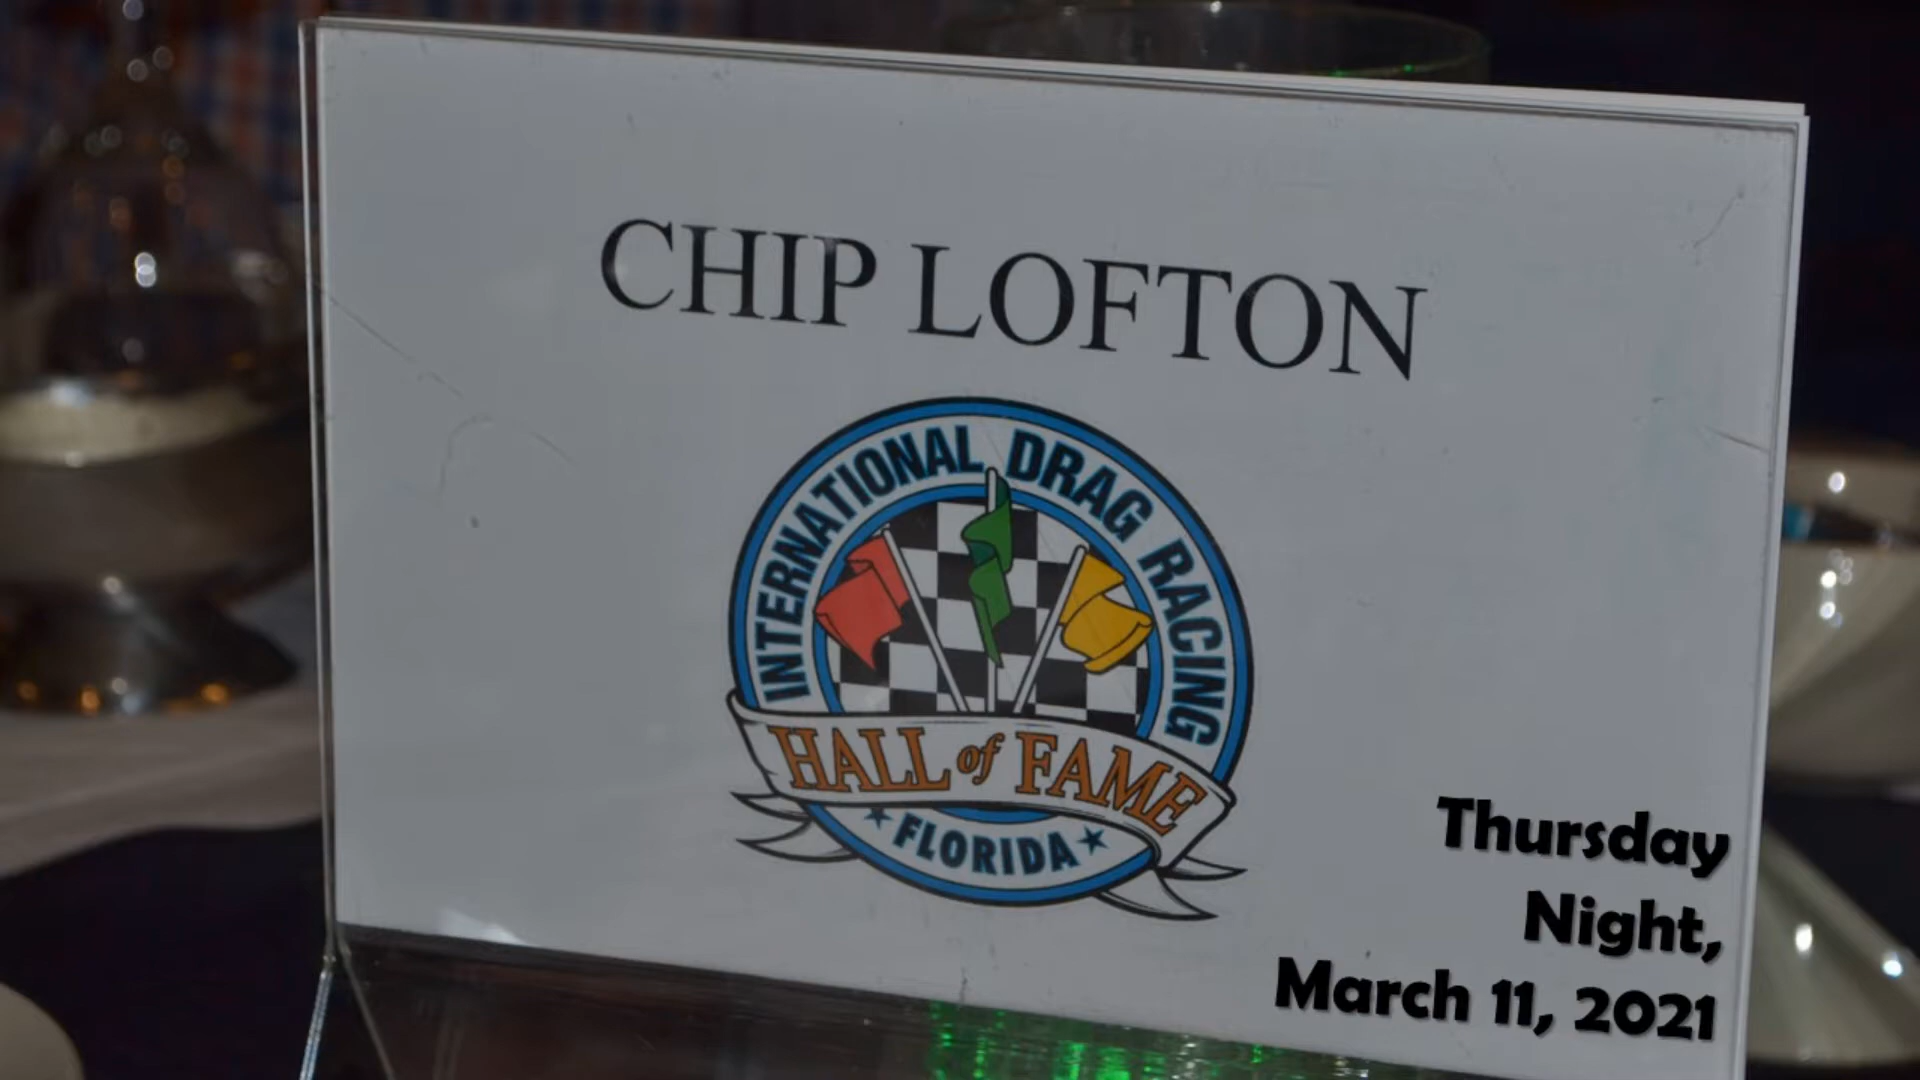 CHIP LOFTON
INTERNATIONAL DRAG RACING
HALL of FAME
★ FLORIDA ★
Thursday
Night,
March 11, 2021